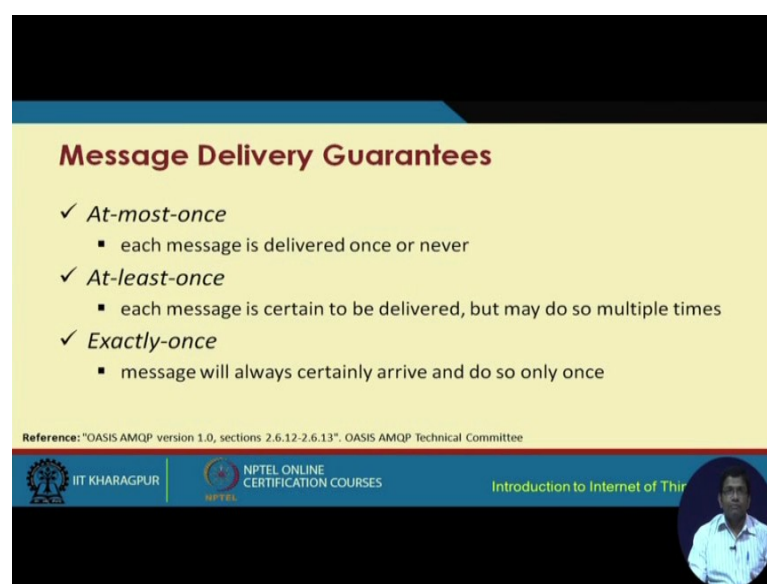 Message Delivery Guarantees
✓ At-most-once
▪ each message is delivered once or never
✓ At-least-once
▪ each message is certain to be delivered, but may do so multiple times
✓ Exactly-once
▪ message will always certainly arrive and do so only once
Reference: "OASIS AMQP version 1.0, sections 2.6.12-2.6.13". OASIS AMQP Technical Committee
IIT KHARAGPUR
NPTEL
NPTEL ONLINE
CERTIFICATION COURSES
Introduction to Internet of Thin